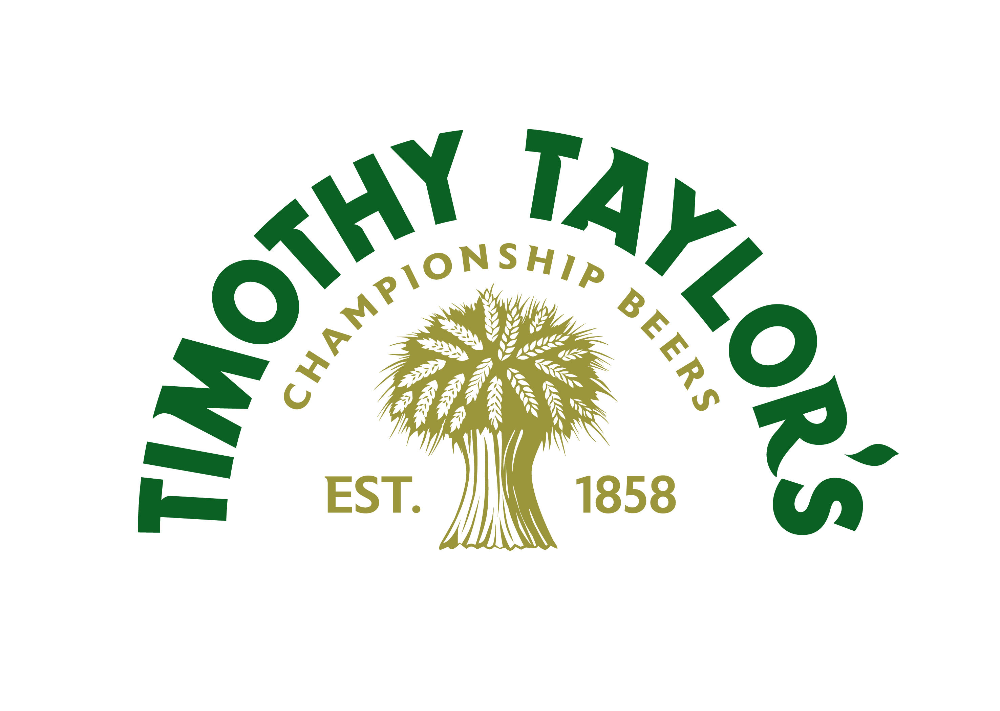 TIMOTHY TAYLOR'S
CHAMPIONSHIP BEERS
EST. 1858